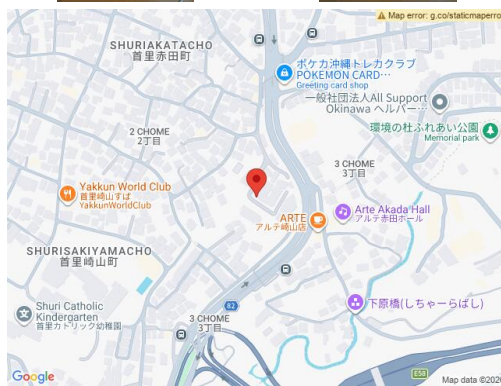 Map error: g.co/staticmaperro
SHURIAKATACHO
首里赤田町
ポケカ沖縄トレカクラブ
POKEMON CARD…
Greeting card shop
一般社団法人All Support
Okinawa ヘルパー…
環境の杜ふれあい公園
Memorial park
2 CHOME
2丁目
3 CHOME
3丁目
Yakkun World Club
首里崎山すば
YakkunWorldClub
ARTE
アルテ崎山店
Arte Akada Hall
アルテ赤田ホール
SHURISAKIYAMACHO
首里崎山町
Shuri Catholic
Kindergarten
首里カトリック幼稚園
82
3 CHOME
3丁目
下原橋(しちゃーらばし)
E58
Google
Map data ©202